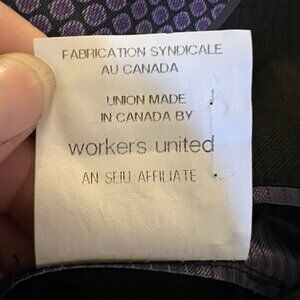 FABRICATION SYNDICALE
AU CANADA
UNION MADE
IN CANADA BY
workers united
AN SEIU AFFILIATE